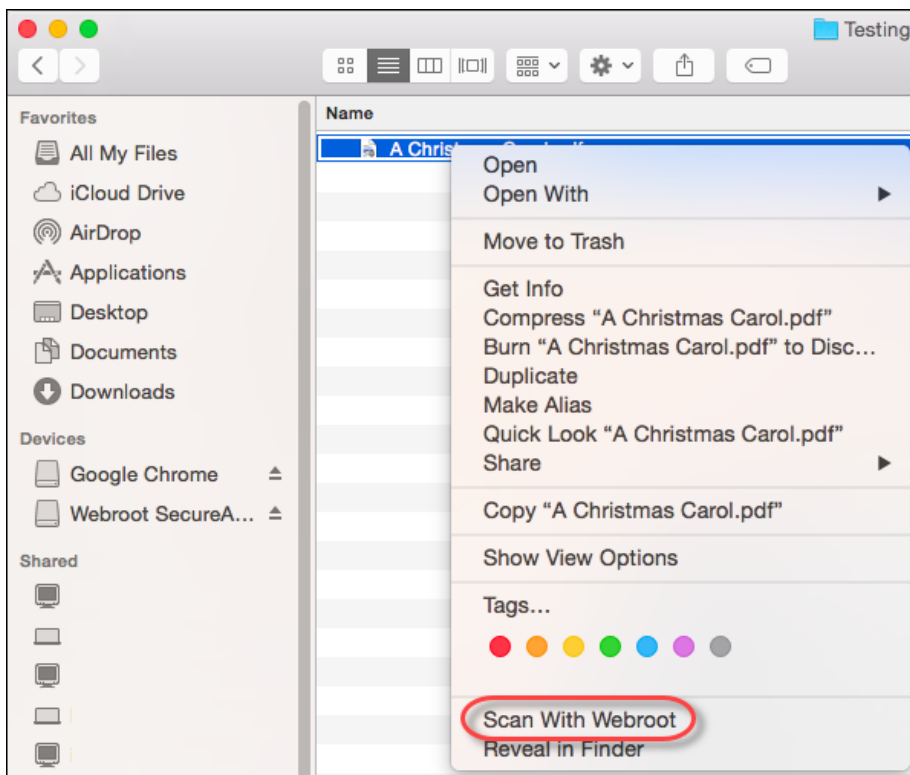 Testing
Favorites
All My Files
iCloud Drive
AirDrop
Applications
Desktop
Documents
Downloads
Devices
Google Chrome
Webroot SecureA...
Shared
Name
A Chris
Open
Open With
Move to Trash
Get Info
Compress “A Christmas Carol.pdf”
Burn “A Christmas Carol.pdf” to Disc...
Duplicate
Make Alias
Quick Look “A Christmas Carol.pdf”
Share
Copy “A Christmas Carol.pdf”
Show View Options
Tags...
Scan With Webroot
Reveal in Finder